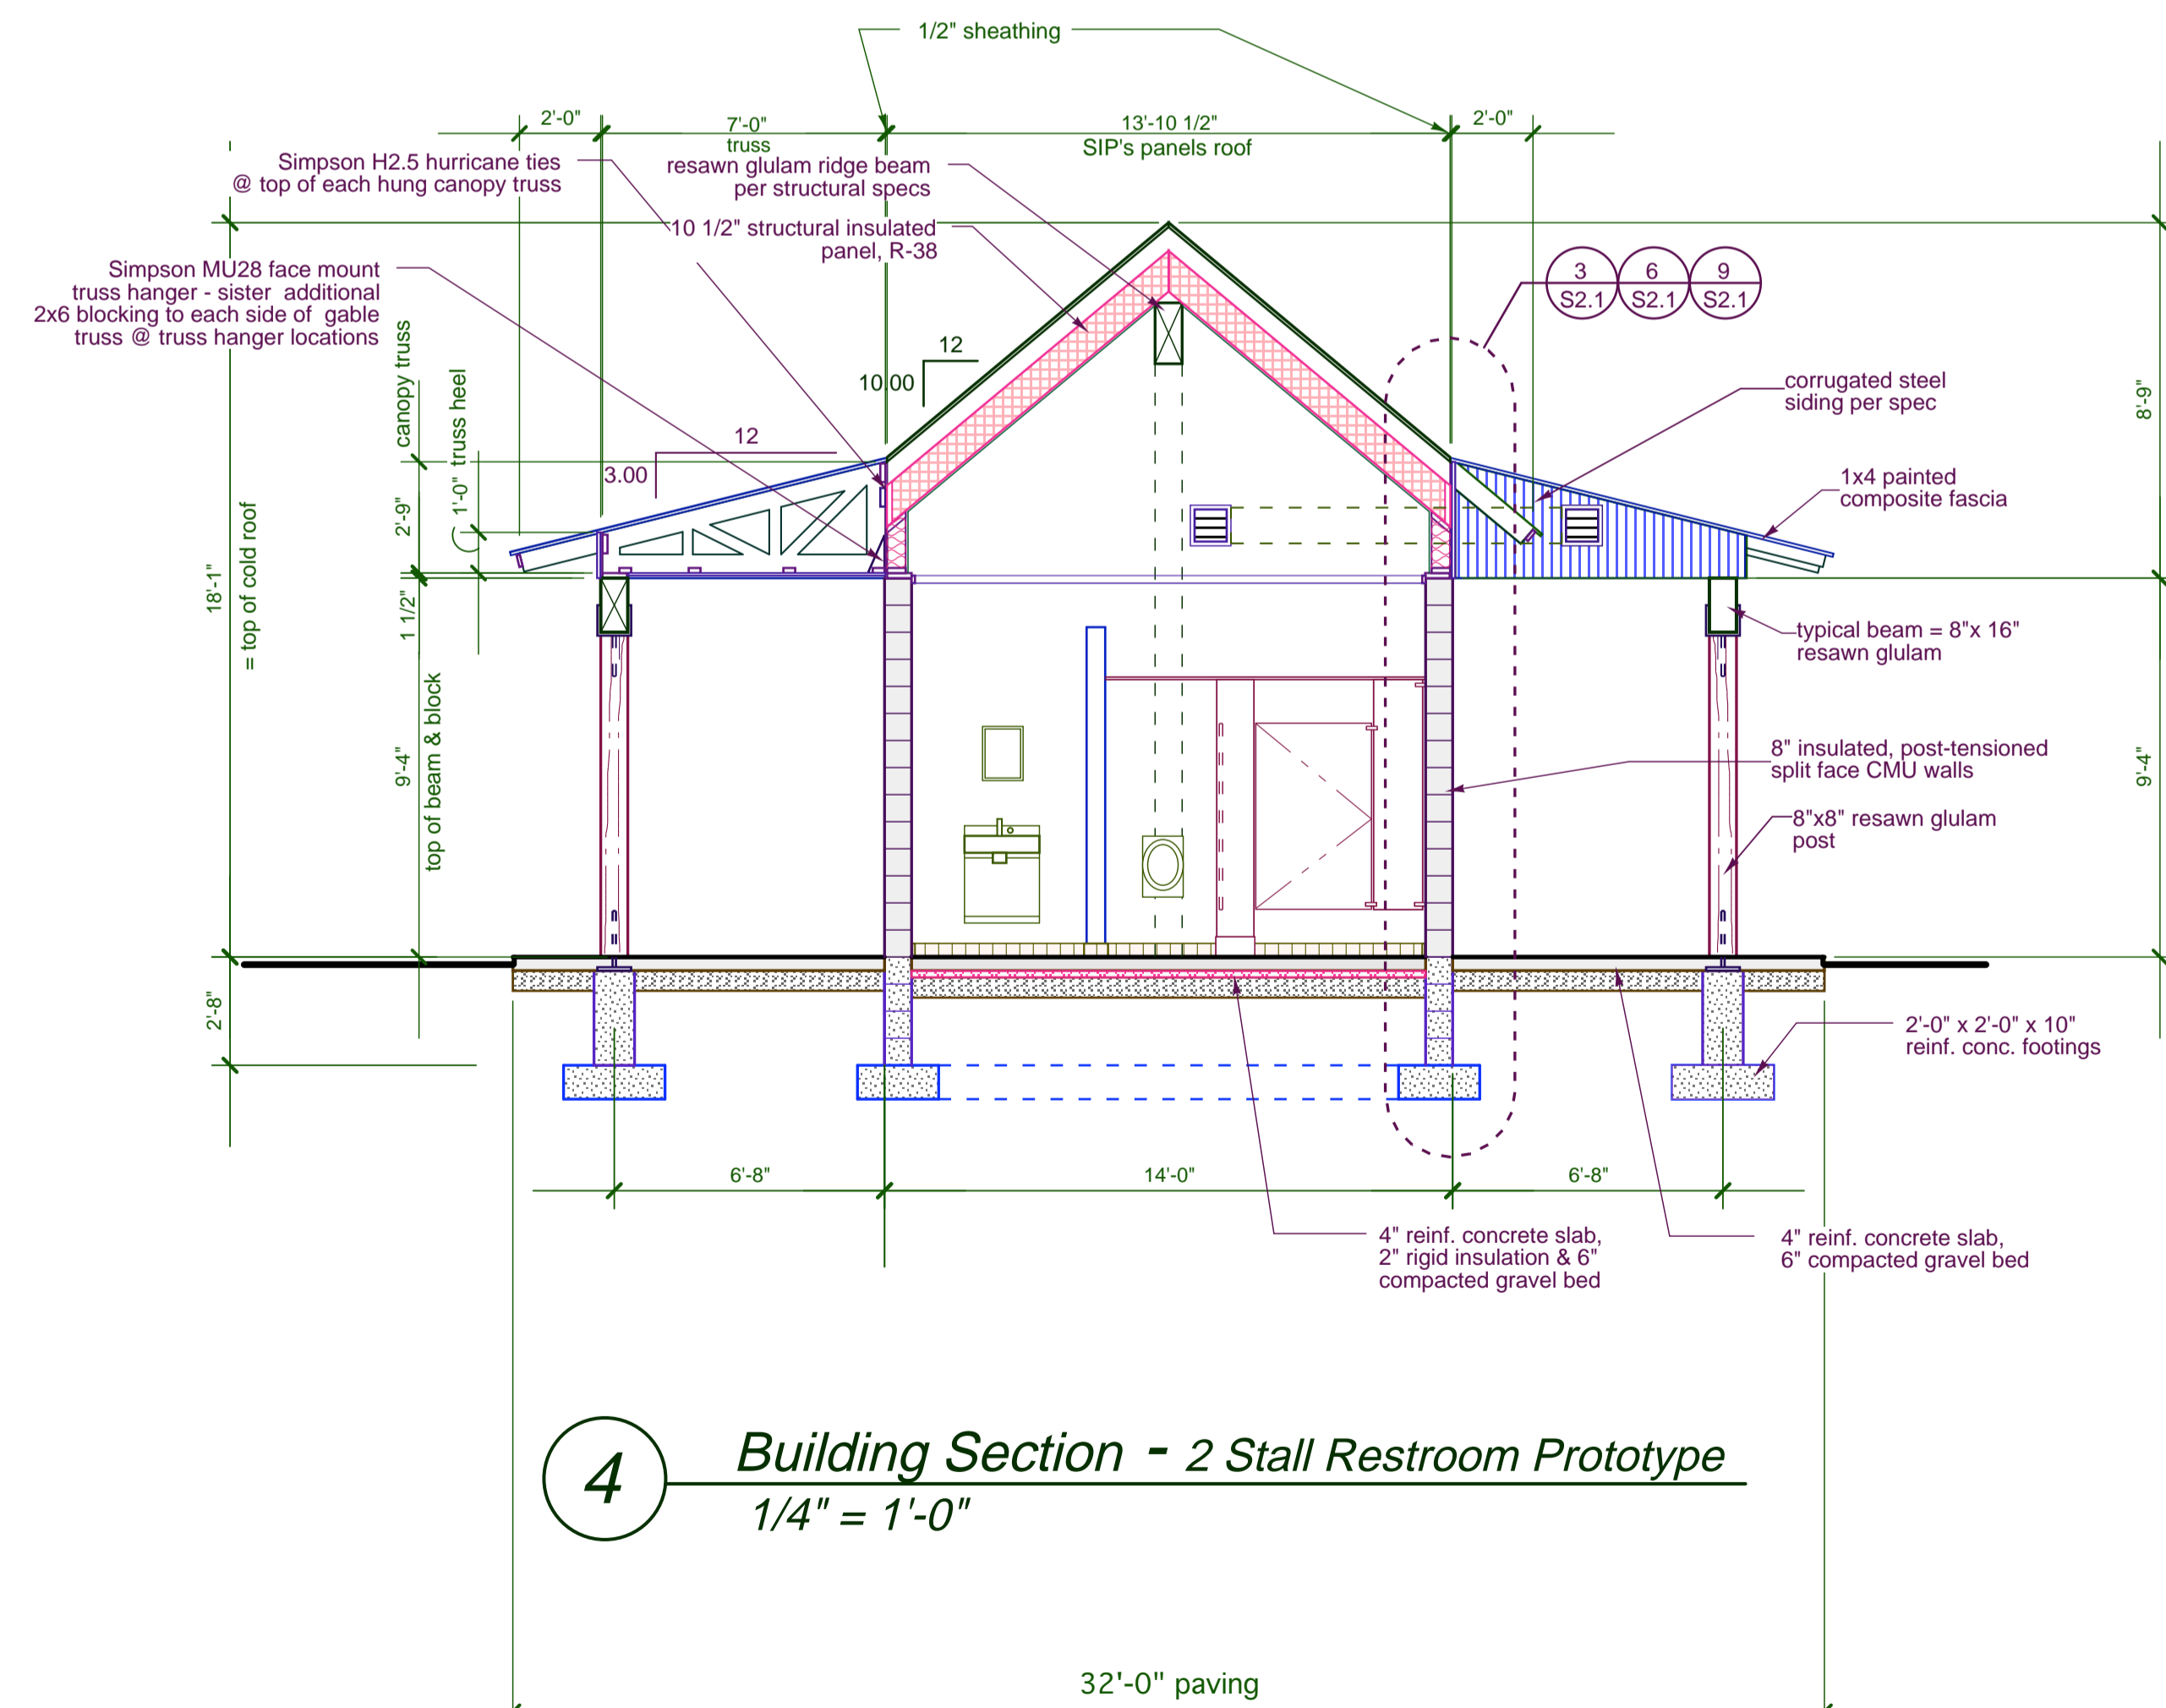 1/2" sheathing
2'-0"
7'-0"
truss
13'-10 1/2"
SIP's panels roof
2'-0"
Simpson H2.5 hurricane ties
@ top of each hung canopy truss
resawn glulam ridge beam
per structural specs
10 1/2" structural insulated
panel, R-38
Simpson MU28 face mount
truss hanger - sister additional
2x6 blocking to each side of gable
truss @ truss hanger locations
3
S2.1
6
S2.1
9
S2.1
12
10.00
12
3.00
corrugated steel
siding per spec
1x4 painted
composite fascia
8'-9"
canopy truss
2'-9"
1'-0" truss heel
1 1/2"
18'-1"
= top of cold roof
9'-4"
top of beam & block
2'-8"
typical beam = 8"x 16"
resawn glulam
8" insulated, post-tensioned
split face CMU walls
9'-4"
8"x8" resawn glulam
post
2'-0" x 2'-0" x 10"
reinf. conc. footings
6'-8"
14'-0"
6'-8"
4" reinf. concrete slab,
2" rigid insulation & 6"
compacted gravel bed
4" reinf. concrete slab,
6" compacted gravel bed
4
Building Section - 2 Stall Restroom Prototype
1/4" = 1'-0"
32'-0" paving